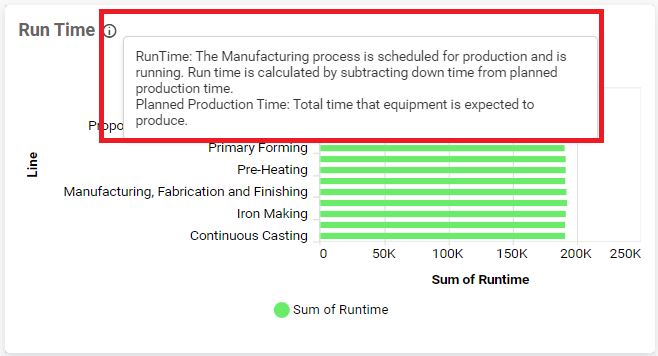 Run Time
RunTime: The Manufacturing process is scheduled for production and is
running. Run time is calculated by subtracting down time from planned
production time.
Planned Production Time: Total time that equipment is expected to
produce.
Line
Primary Forming
Pre-Heating
Manufacturing, Fabrication and Finishing
Iron Making
Continuous Casting
0 50K 100K 150K 200K 250K
Sum of Runtime
Sum of Runtime